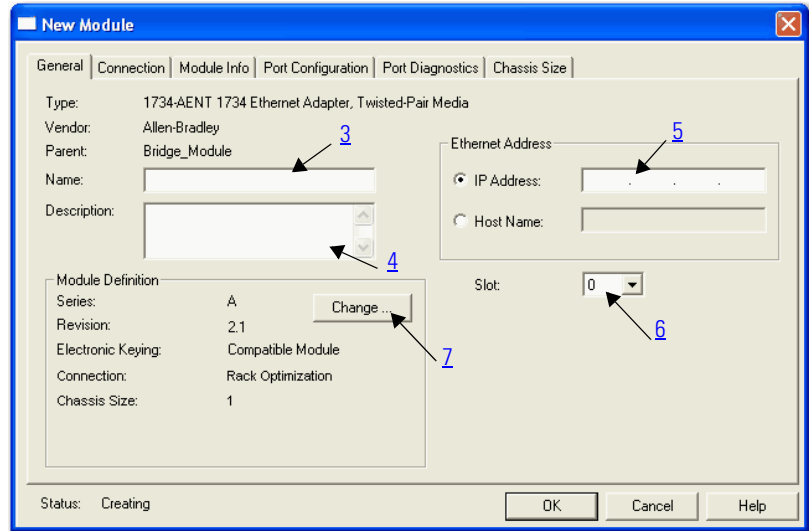 New Module
General Connection Module Info Port Configuration Port Diagnostics Chassis Size
Type: 1734-AENT 1734 Ethernet Adapter, Twisted-Pair Media
Vendor: Allen-Bradley
Parent: Bridge_Module
3
Name:
Description:
4
Ethernet Address
5
IP Address: . . .
Host Name:
Slot: 0
6
Module Definition
Series: A
Change ...
7
Revision: 2.1
Electronic Keying: Compatible Module
Connection: Rack Optimization
Chassis Size: 1
Status: Creating
OK Cancel Help